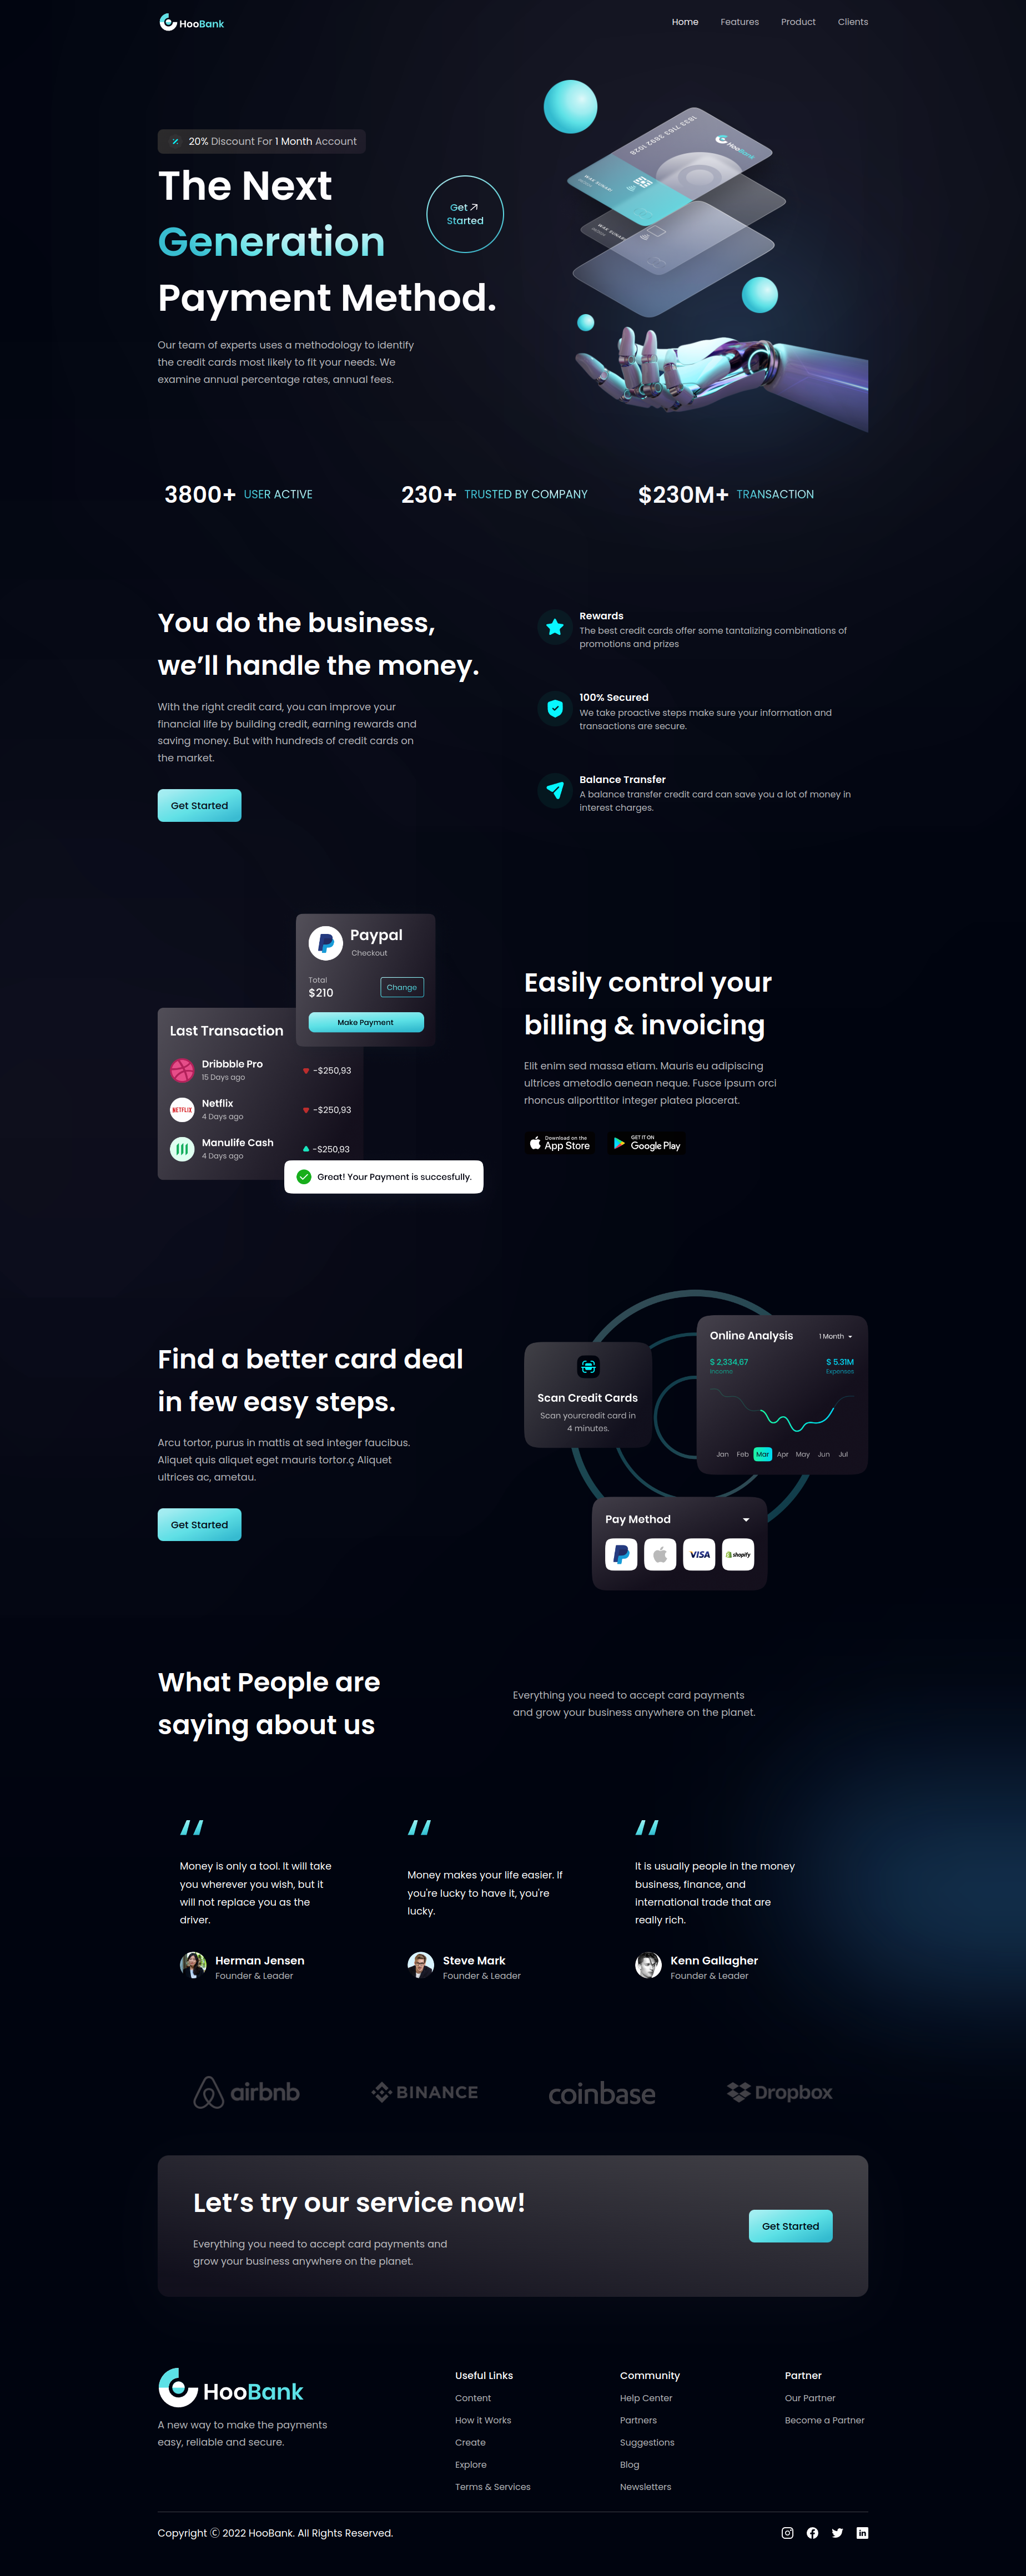 HooBank
Home Features Product Clients
20% Discount For 1 Month Account
The Next
Generation
Payment Method.
Get
Started
Our team of experts uses a methodology to identify
the credit cards most likely to fit your needs. We
examine annual percentage rates, annual fees.
HooBank
3800+ USER ACTIVE
230+ TRUSTED BY COMPANY
$230M+ TRANSACTION
You do the business,
we’ll handle the money.
With the right credit card, you can improve your
financial life by building credit, earning rewards and
saving money. But with hundreds of credit cards on
the market.
Get Started
Rewards
The best credit cards offer some tantalizing combinations of
promotions and prizes
100% Secured
We take proactive steps make sure your information and
transactions are secure.
Balance Transfer
A balance transfer credit card can save you a lot of money in
interest charges.
Paypal
Checkout
Total
$210
Change
Make Payment
Last Transaction
Dribbble Pro
15 Days ago
-$250,93
NETFLIX
Netflix
4 Days ago
-$250,93
Manulife Cash
4 Days ago
-$250,93
Great! Your Payment is succesfully.
Easily control your
billing & invoicing
Elit enim sed massa etiam. Mauris eu adipiscing
ultrices ametodio aenean neque. Fusce ipsum orci
rhoncus aliporttitor integer platea placerat.
Download on the
App Store
GET IT ON
Google Play
Find a better card deal
in few easy steps.
Arcu tortor, purus in mattis at sed integer faucibus.
Aliquet quis aliquet eget mauris tortor.ç Aliquet
ultrices ac, ametau.
Get Started
Scan Credit Cards
Scan yourcredit card in
4 minutes.
Online Analysis
1 Month
$ 2,334,67
Income
$ 5.31M
Expenses
Jan Feb Mar Apr May Jun Jul
Pay Method
VISA
shopify
What People are
saying about us
Everything you need to accept card payments
and grow your business anywhere on the planet.
Money is only a tool. It will take
you wherever you wish, but it
will not replace you as the
driver.
Herman Jensen
Founder & Leader
Money makes your life easier. If
you're lucky to have it, you're
lucky.
Steve Mark
Founder & Leader
It is usually people in the money
business, finance, and
international trade that are
really rich.
Kenn Gallagher
Founder & Leader
airbnb
BINANCE
coinbase
Dropbox
Let’s try our service now!
Everything you need to accept card payments and
grow your business anywhere on the planet.
Get Started
HooBank
A new way to make the payments
easy, reliable and secure.
Useful Links
Content
How it Works
Create
Explore
Terms & Services
Community
Help Center
Partners
Suggestions
Blog
Newsletters
Partner
Our Partner
Become a Partner
Copyright Ⓒ 2022 HooBank. All Rights Reserved.